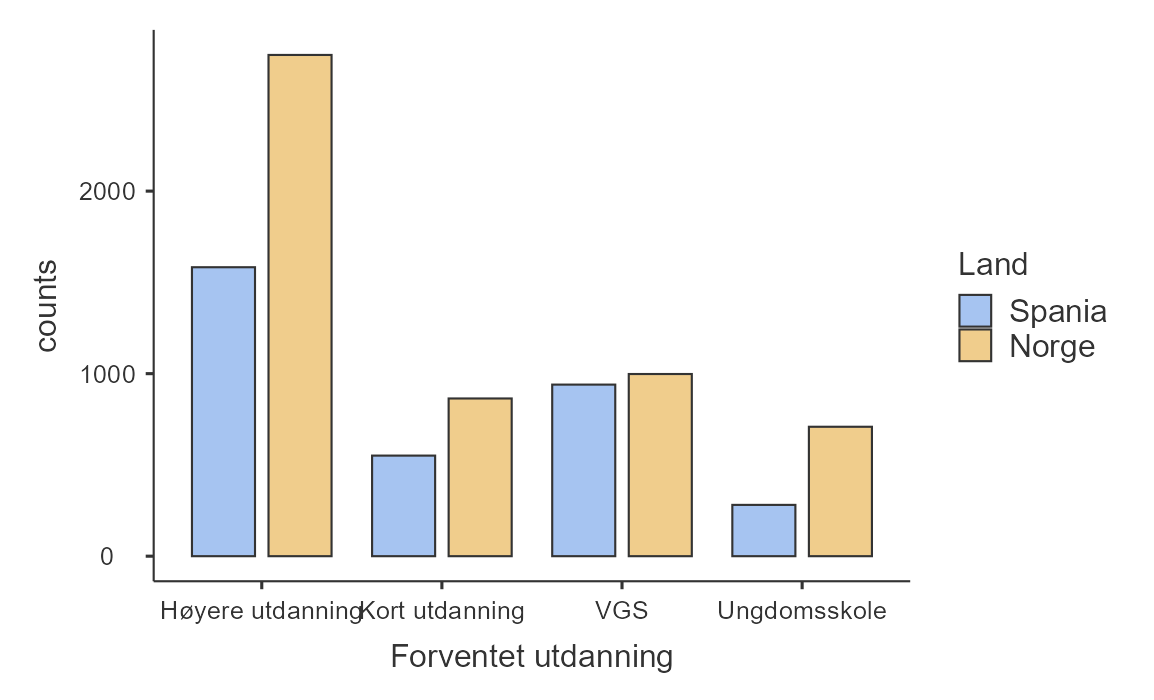 2000
1000
0
counts
Høyere utdanning
Kort utdanning
VGS
Ungdomsskole
Forventet utdanning
Land
Spania
Norge